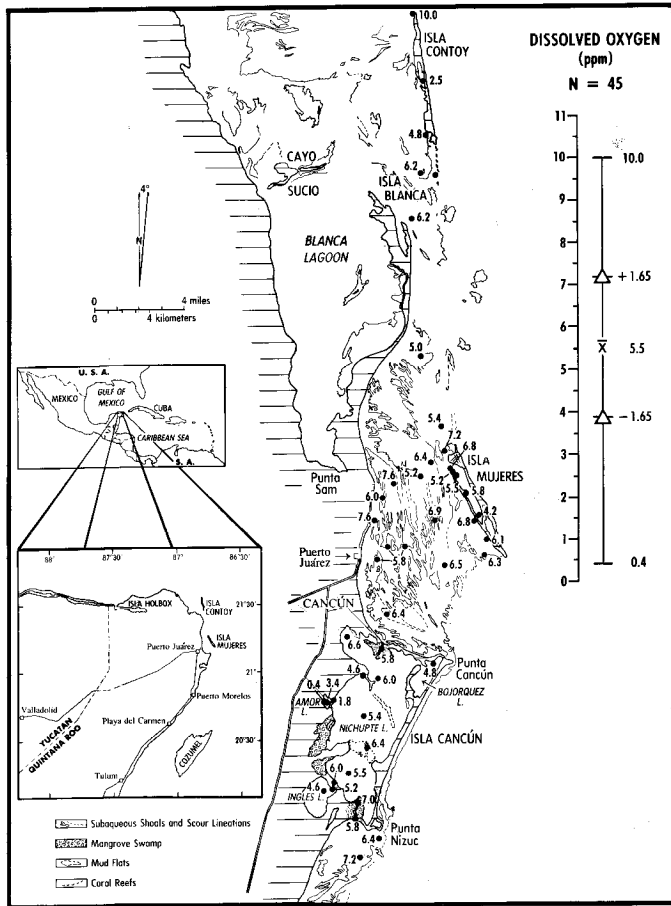 10.0
ISLA
CONTOY
2.5
4.8
6.2
CAYO
SUCIO
ISLA
BLANCA
6.2
4°
N
BLANCA
LAGOON
0 4 miles
0 4 kilometers
5.0
DISSOLVED OXYGEN
(ppm)
N = 45
11
10
9
8
7
6
5
4
3
2
1
0
10.0
+1.65
X̄ 5.5
−1.65
0.4
U. S. A.
GULF OF
MEXICO
MEXICO
CUBA
CARIBBEAN SEA
S. A.
5.4
7.2
6.8
6.4
ISLA
MUJERES
7.6
5.2
5.2
5.5
5.8
Punta
Sam
6.0
4.2
7.6
6.9
6.8
6.1
Puerto
Juárez
5.8
6.3
6.5
CANCÚN
6.4
6.6
5.8
Punta
Cancún
4.8
4.6
6.0
BOJORQUEZ
L.
0.4
3.4
AMOR
L.
1.8
5.4
NICHUPTE L.
ISLA CANCÚN
6.4
6.0
5.5
4.6
5.2
INGLES L.
7.0
5.8
Punta
Nizuc
6.4
7.2
88°
87°30
87°
86°30
ISLA HOLBOX
ISLA
CONTOY
21°30
ISLA
MUJERES
Puerto Juárez
21°
Puerto Morelos
Valladolid
Playa del Carmen
YUCATAN
QUINTANA ROO
COZUMEL
20°30
Tulum
Subaqueous Shoals and Scour Lineations
Mangrove Swamp
Mud Flats
Coral Reefs